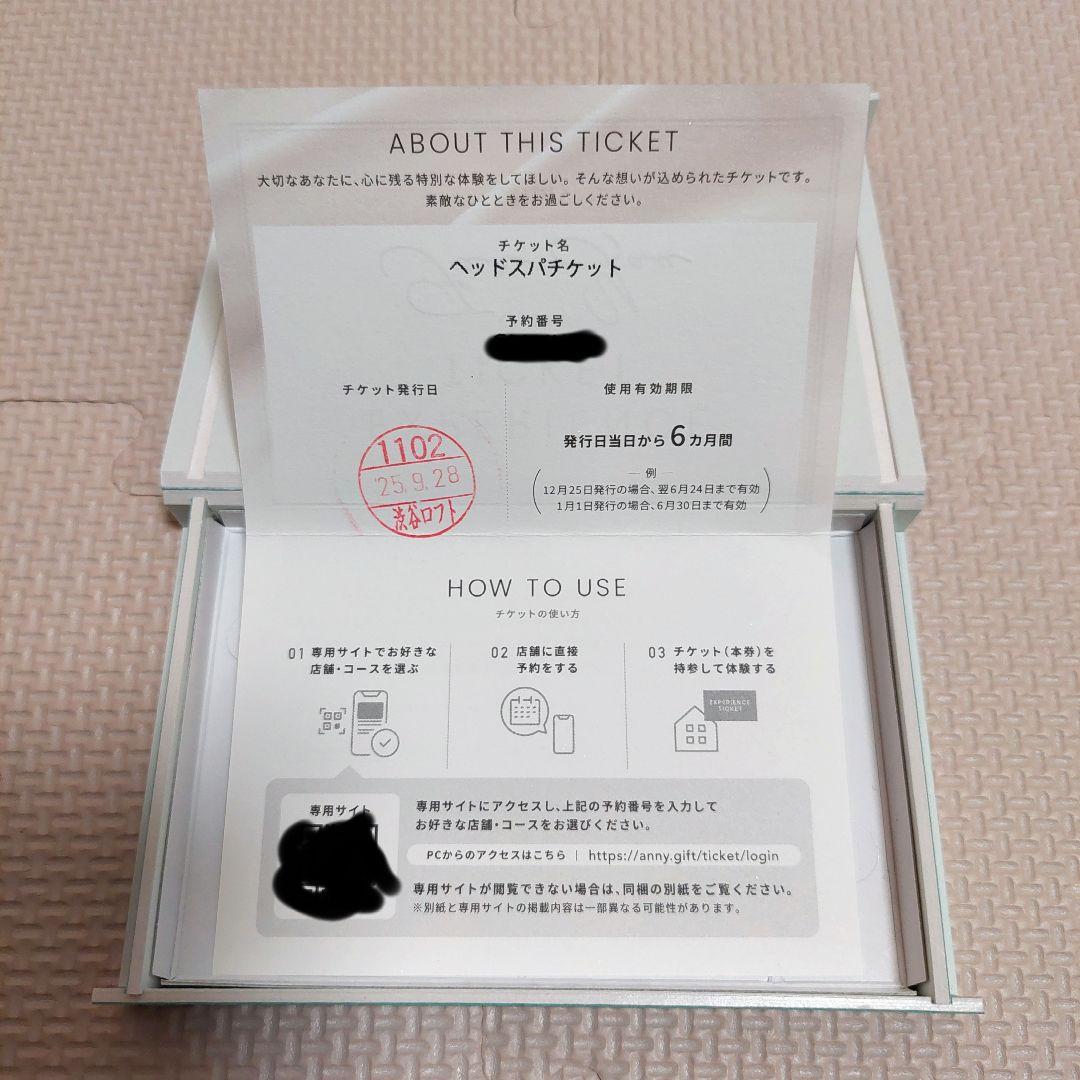 ABOUT THIS TICKET
大切なあなたに、心に残る特別な体験をしてほしい。そんな想いが込められたチケットです。
素敵なひとときをお過ごしください。
チケット名
ヘッドスパチケット
予約番号
チケット発行日
1102
'25.9.28
渋谷ロフト
使用有効期限
発行日当日から6カ月間
例
12月25日発行の場合、翌6月24日まで有効
1月1日発行の場合、6月30日まで有効
HOW TO USE
チケットの使い方
01 専用サイトでお好きな
店舗・コースを選ぶ
02 店舗に直接
予約をする
03 チケット(本券)を
持参して体験する
EXPERIENCE
TICKET
専用サイト
専用サイトにアクセスし、上記の予約番号を入力して
お好きな店舗・コースをお選びください。
PCからのアクセスはこちら | https://anny.gift/ticket/login
専用サイトが閲覧できない場合は、同梱の別紙をご覧ください。
※別紙と専用サイトの掲載内容は一部異なる可能性があります。